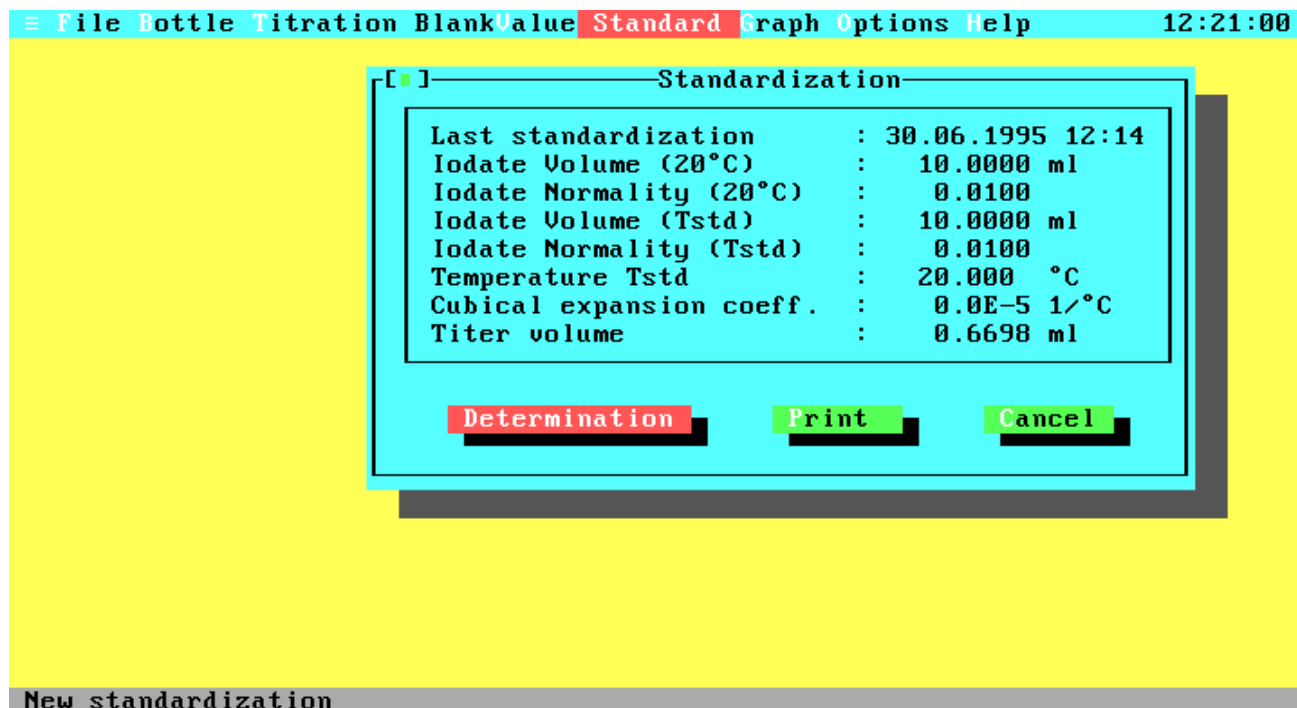 ≡ File Bottle Titration BlankValue Standard Graph Options Help 12:21:00
[■] Standardization
Last standardization : 30.06.1995 12:14
Iodate Volume (20°C) : 10.0000 ml
Iodate Normality (20°C) : 0.0100
Iodate Volume (Tstd) : 10.0000 ml
Iodate Normality (Tstd) : 0.0100
Temperature Tstd : 20.000 °C
Cubical expansion coeff. : 0.0E-5 1/°C
Titer volume : 0.6698 ml
Determination Print Cancel
New standardization